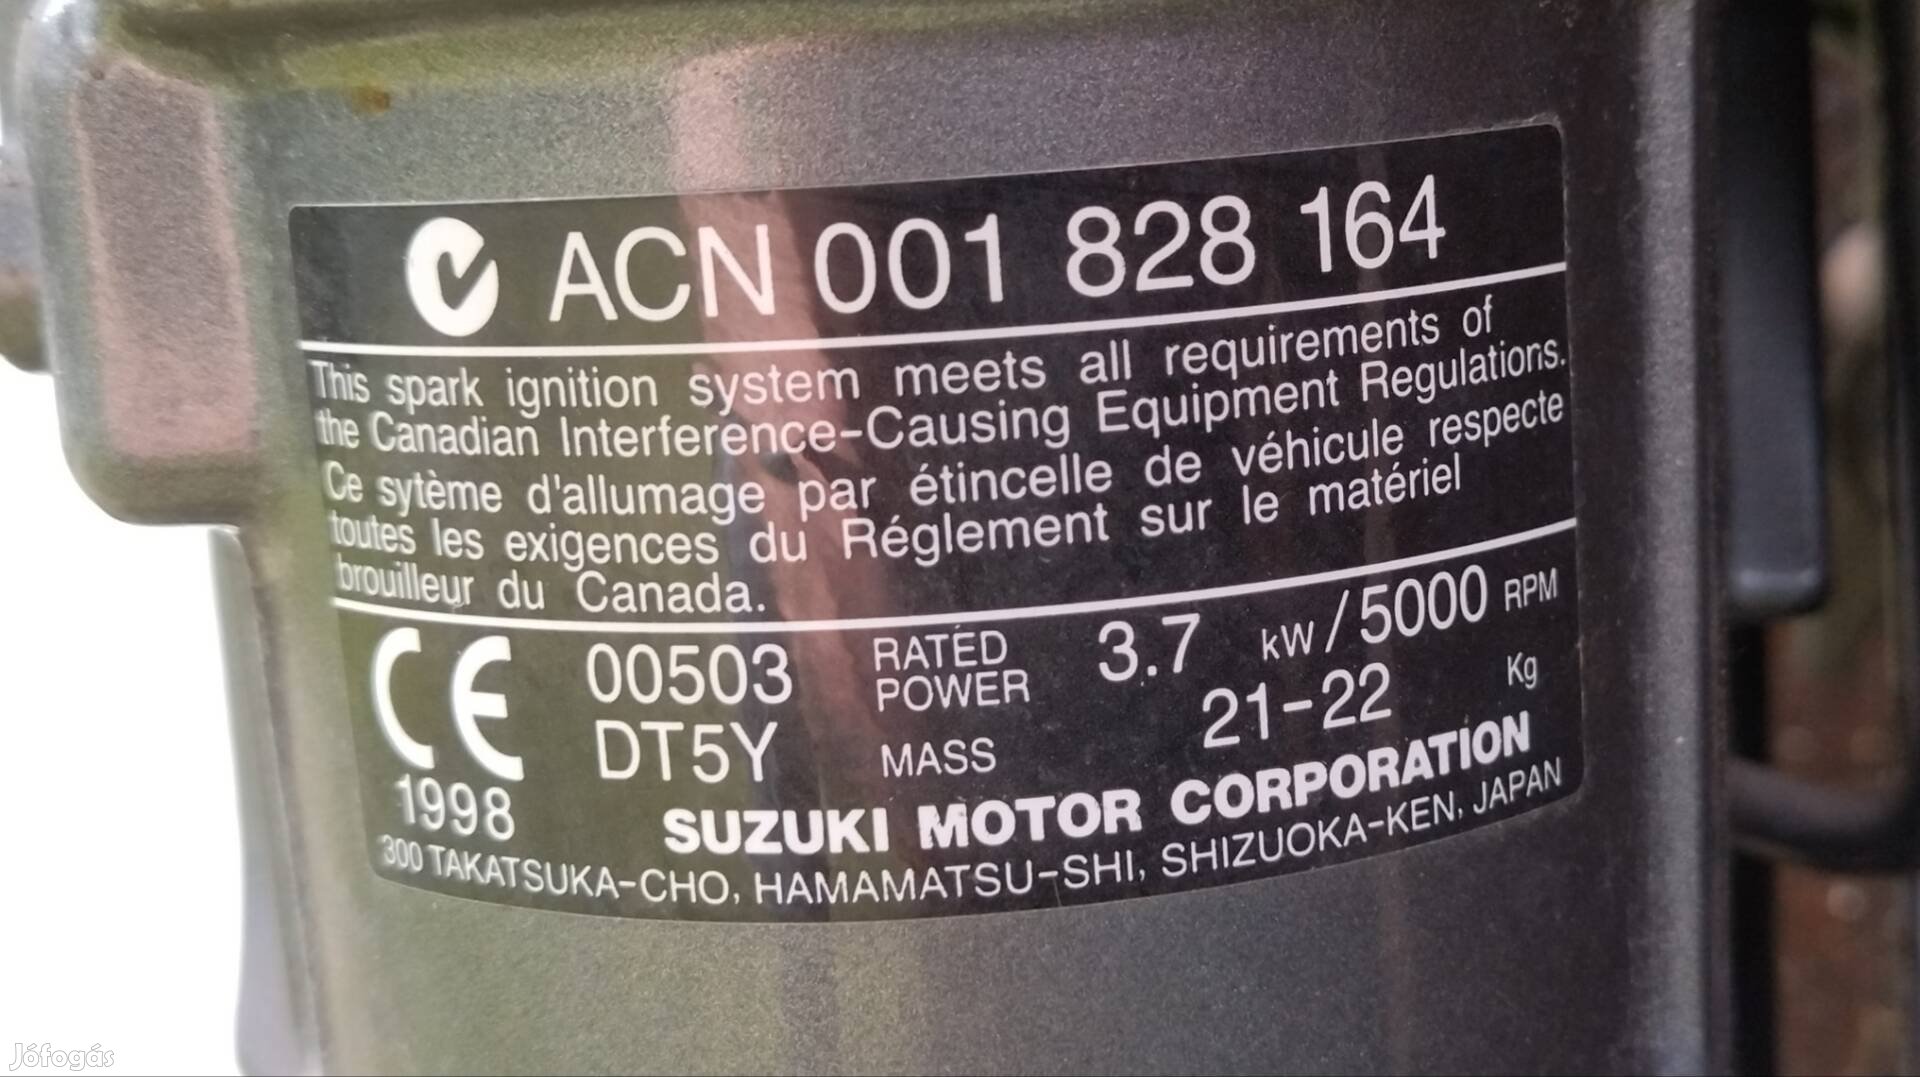 ACN 001 828 164
This spark ignition system meets all requirements of
the Canadian Interference-Causing Equipment Regulations.
Ce sytème d'allumage par étincelle de véhicule respecte
toutes les exigences du Réglement sur le matériel
brouilleur du Canada.
CE 00503 RATED POWER 3.7 kW/5000 RPM
DT5Y MASS 21-22 Kg
1998 SUZUKI MOTOR CORPORATION
300 TAKATSUKA-CHO, HAMAMATSU-SHI, SHIZUOKA-KEN, JAPAN
Jófogás